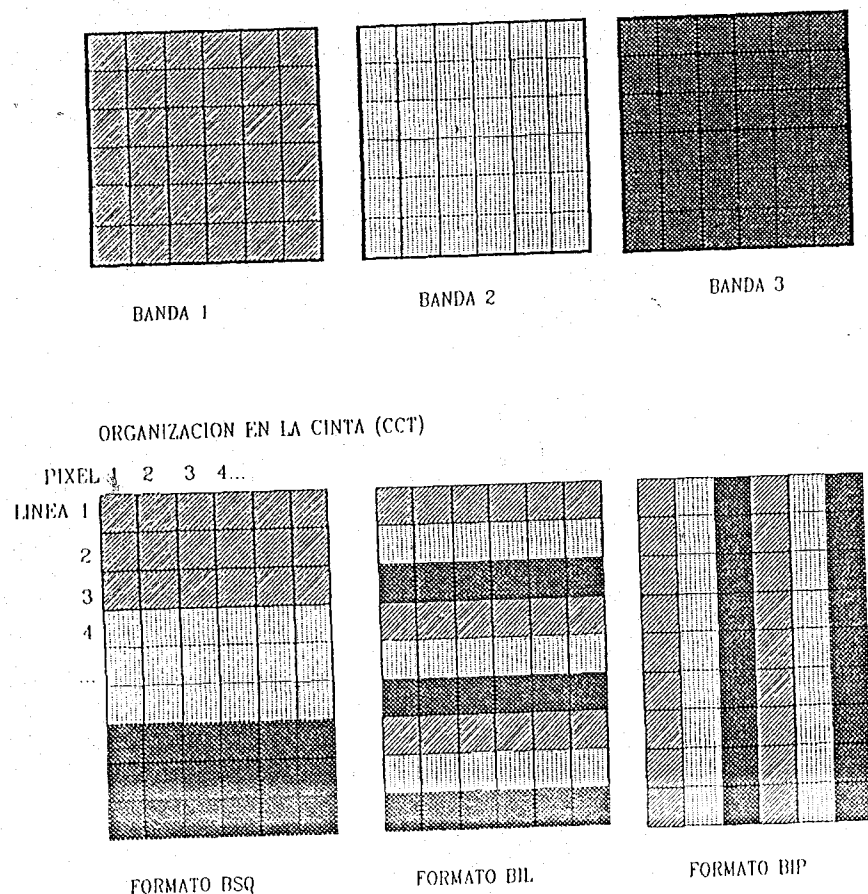 BANDA 1
BANDA 2
BANDA 3
ORGANIZACION EN LA CINTA (CCT)
PIXEL 1 2 3 4...
LINEA 1
2
3
4
...
FORMATO BSQ
FORMATO BIL
FORMATO BIP